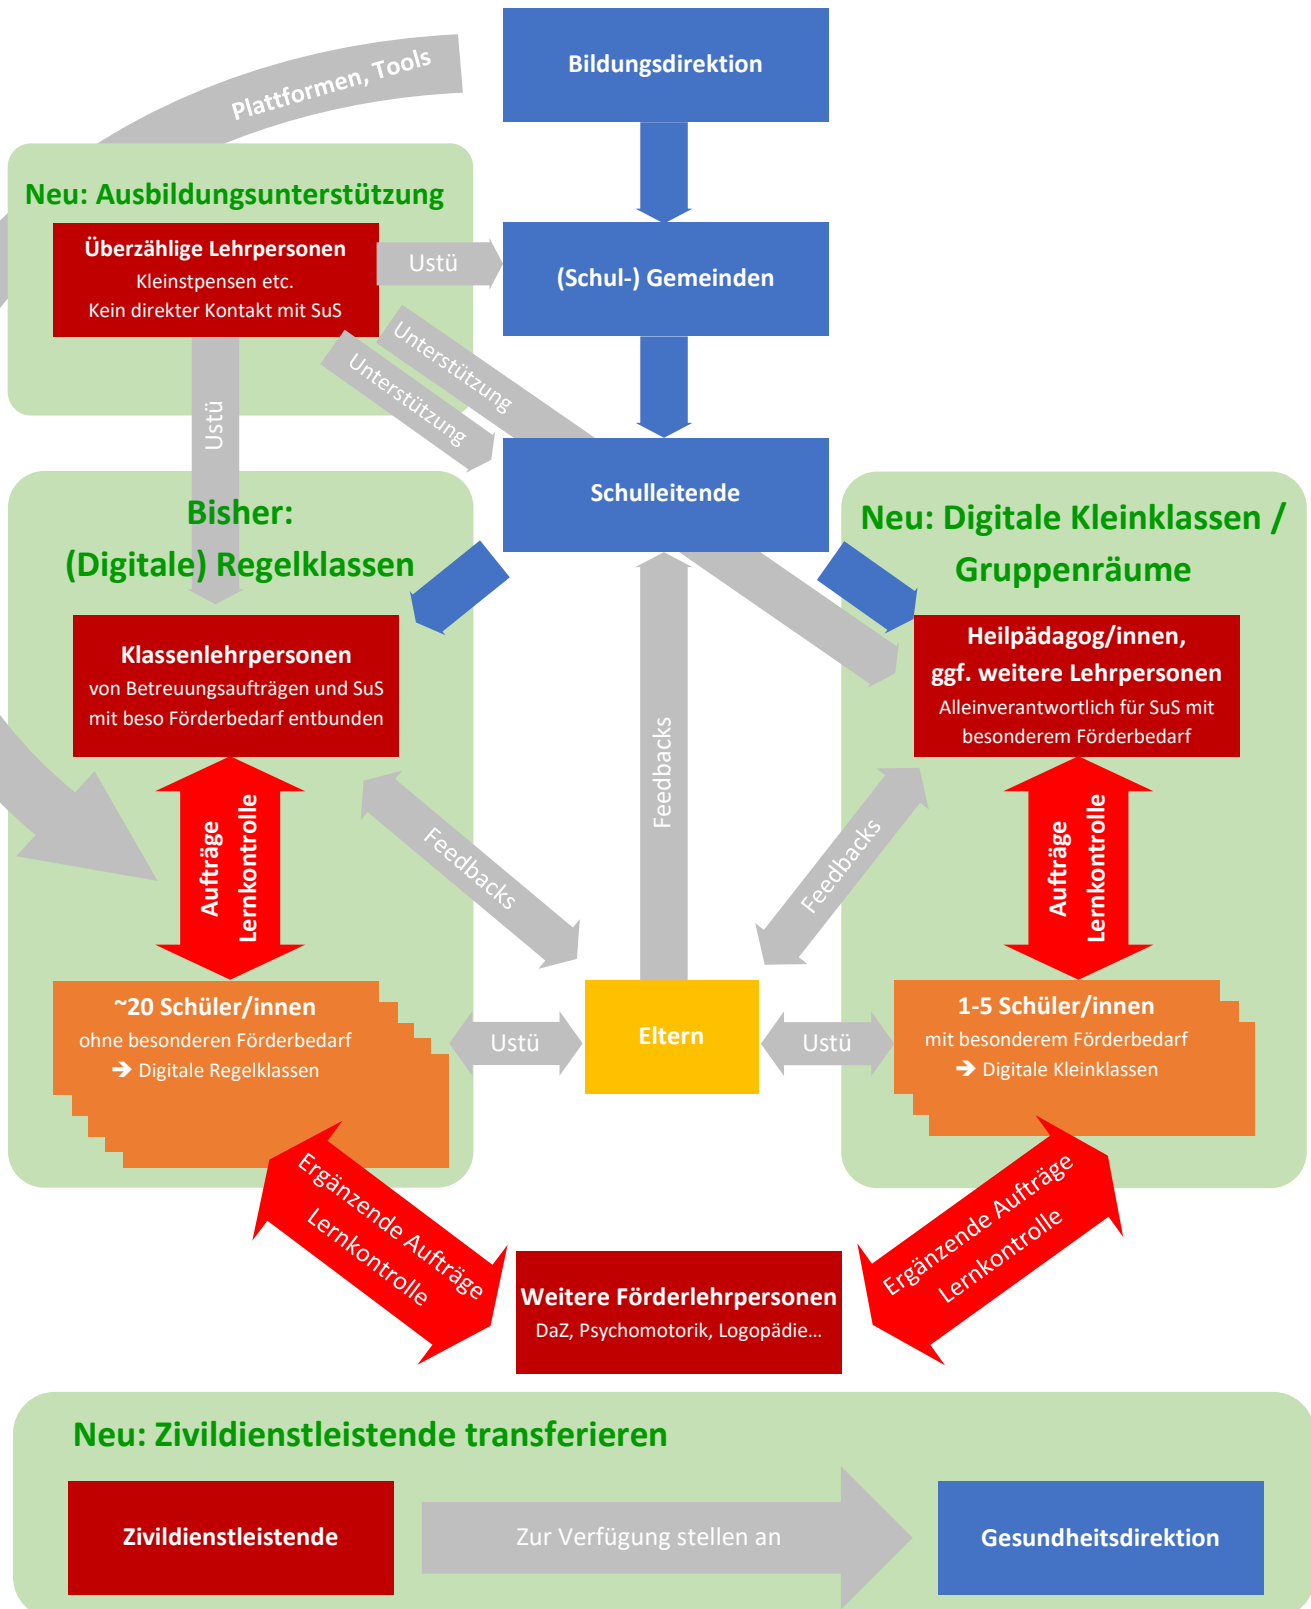 Bildungsdirektion
Plattformen, Tools
Neu: Ausbildungsunterstützung
Überzählige Lehrpersonen
Kleinstpensen etc.
Kein direkter Kontakt mit SuS
Ustü
(Schul-) Gemeinden
Unterstützung
Unterstützung
Ustü
Schulleitende
Bisher:
(Digitale) Regelklassen
Neu: Digitale Kleinklassen /
Gruppenräume
Klassenlehrpersonen
von Betreuungsaufträgen und SuS
mit beso Förderbedarf entbunden
Heilpädagog/innen,
ggf. weitere Lehrpersonen
Alleinverantwortlich für SuS mit
besonderem Förderbedarf
Aufträge
Lernkontrolle
Feedbacks
Feedbacks
Feedbacks
Aufträge
Lernkontrolle
~20 Schüler/innen
ohne besonderen Förderbedarf
➔ Digitale Regelklassen
Ustü
Eltern
Ustü
1-5 Schüler/innen
mit besonderem Förderbedarf
➔ Digitale Kleinklassen
Ergänzende Aufträge
Lernkontrolle
Ergänzende Aufträge
Lernkontrolle
Weitere Förderlehrpersonen
DaZ, Psychomotorik, Logopädie…
Neu: Zivildienstleistende transferieren
Zivildienstleistende
Zur Verfügung stellen an
Gesundheitsdirektion